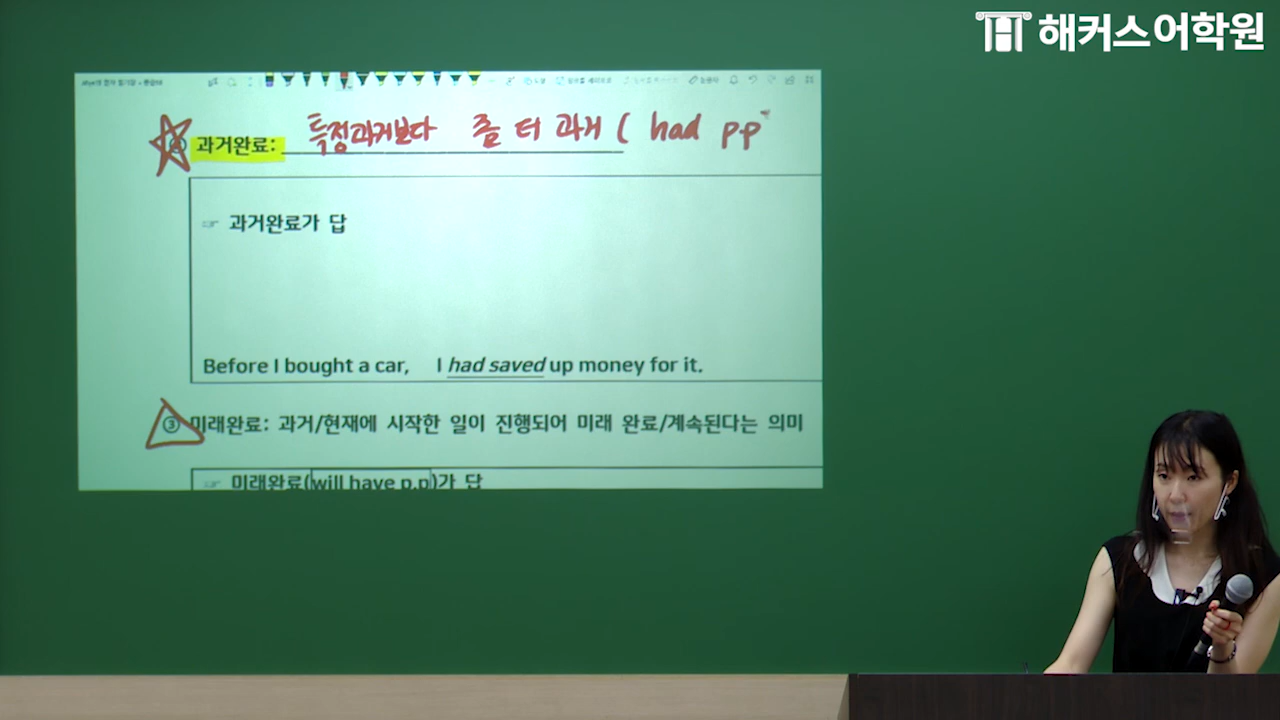 해커스어학원
과거완료: 특정과거보다 좀 더 과거 ( had p.p
☞ 과거완료가 답
Before I bought a car, I had saved up money for it.
③ 미래완료: 과거/현재에 시작한 일이 진행되어 미래 완료/계속된다는 의미
☞ 미래완료(will have p.p)가 답